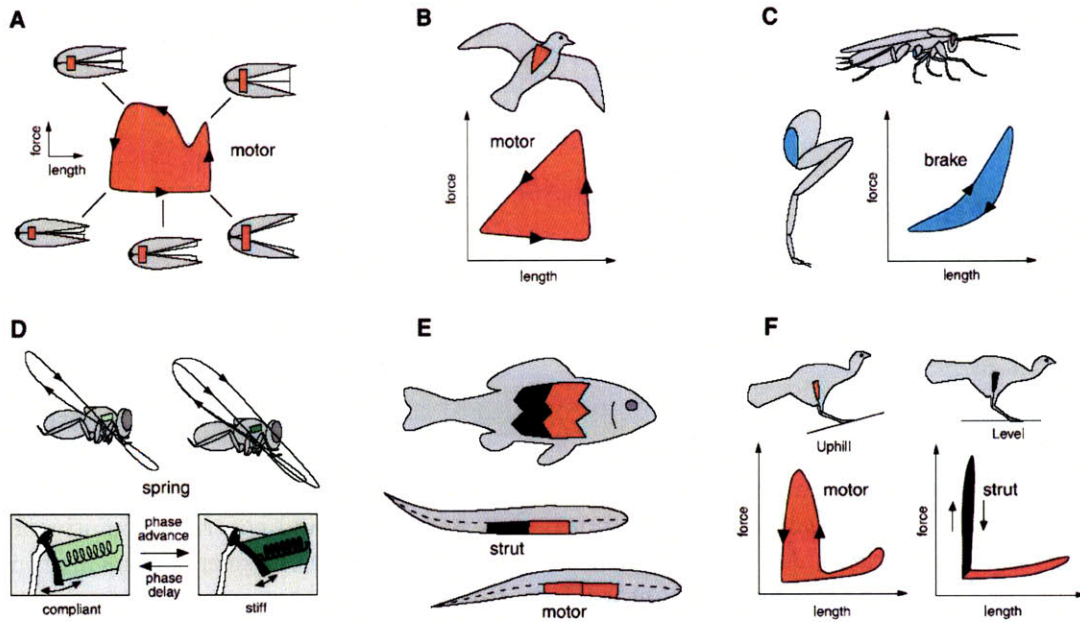 A
force
length
motor
B
motor
force
length
C
brake
force
length
D
spring
phase
advance
phase
delay
compliant
stiff
E
strut
motor
F
Uphill
Level
motor
force
length
strut
force
length